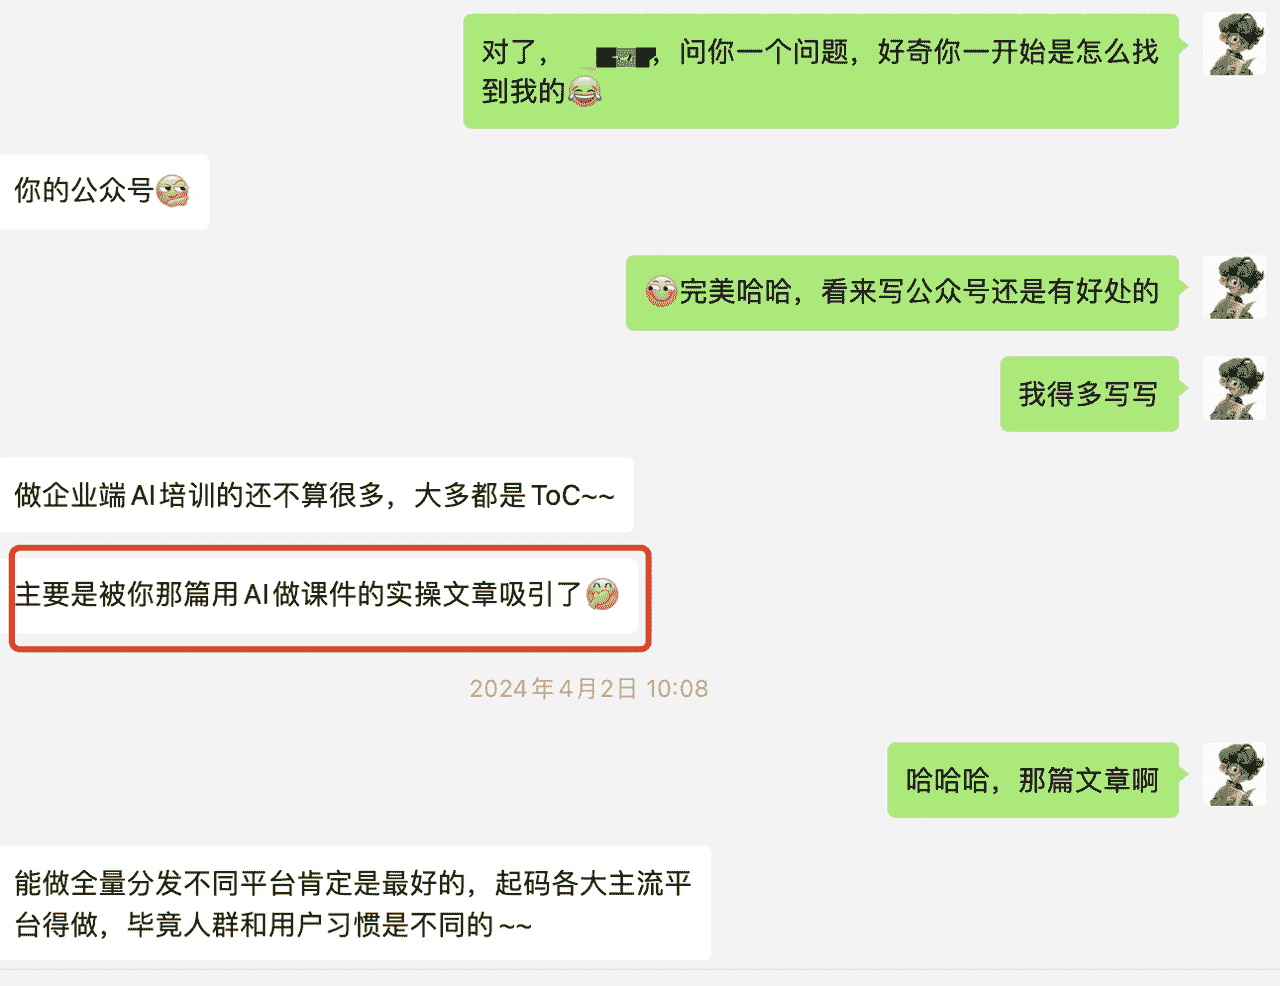 对了， ，问你一个问题，好奇你一开始是怎么找
到我的😂
你的公众号
完美哈哈，看来写公众号还是有好处的
我得多写写
做企业端AI培训的还不算很多，大多都是ToC~~
主要是被你那篇用AI做课件的实操文章吸引了
2024年4月2日 10:08
哈哈哈，那篇文章啊
能做全量分发不同平台肯定是最好的，起码各大主流平
台得做，毕竟人群和用户习惯是不同的~~